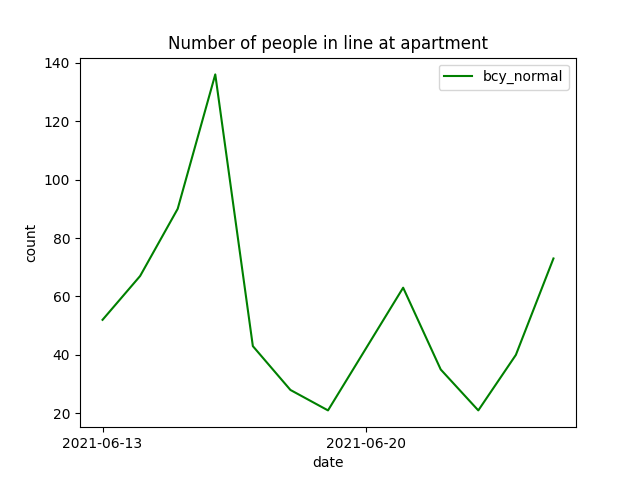 Number of people in line at apartment
bcy_normal
140
120
100
80
60
40
20
count
2021-06-13
2021-06-20
date